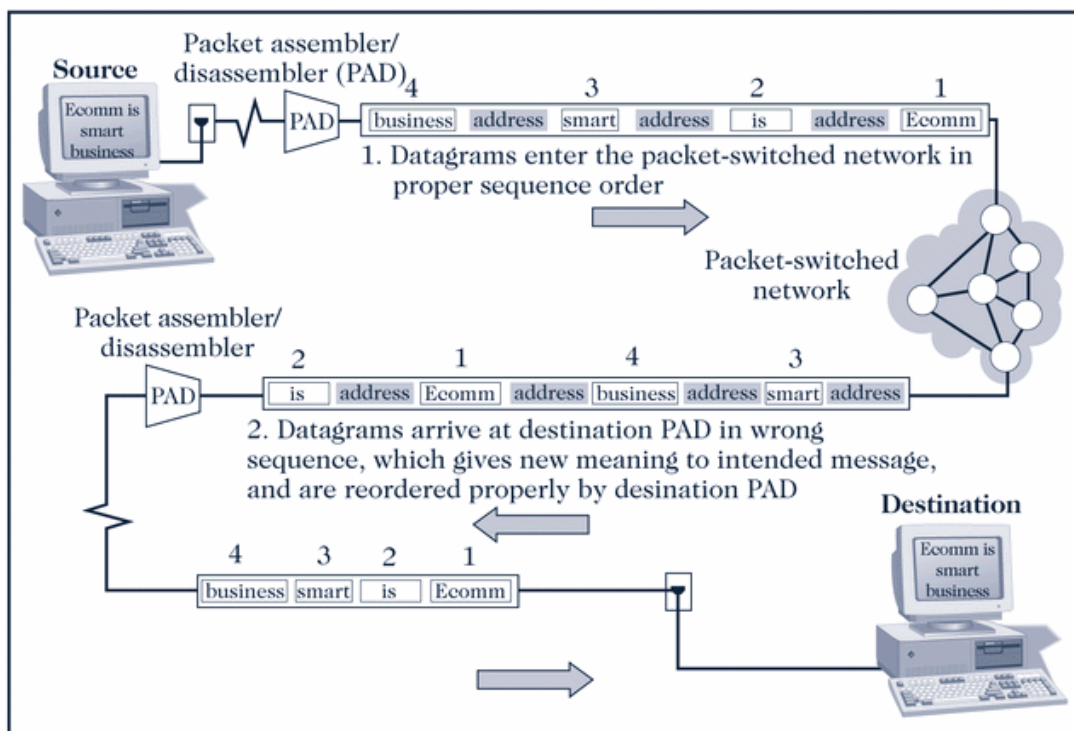 Packet assembler/
disassembler (PAD)
Source
Ecomm is
smart
business
PAD
4 3 2 1
business address smart address is address Ecomm
1. Datagrams enter the packet-switched network in
proper sequence order
Packet-switched
network
Packet assembler/
disassembler
PAD
2 1 4 3
is address Ecomm address business address smart address
2. Datagrams arrive at destination PAD in wrong
sequence, which gives new meaning to intended message,
and are reordered properly by desination PAD
4 3 2 1
business smart is Ecomm
Destination
Ecomm is
smart
business